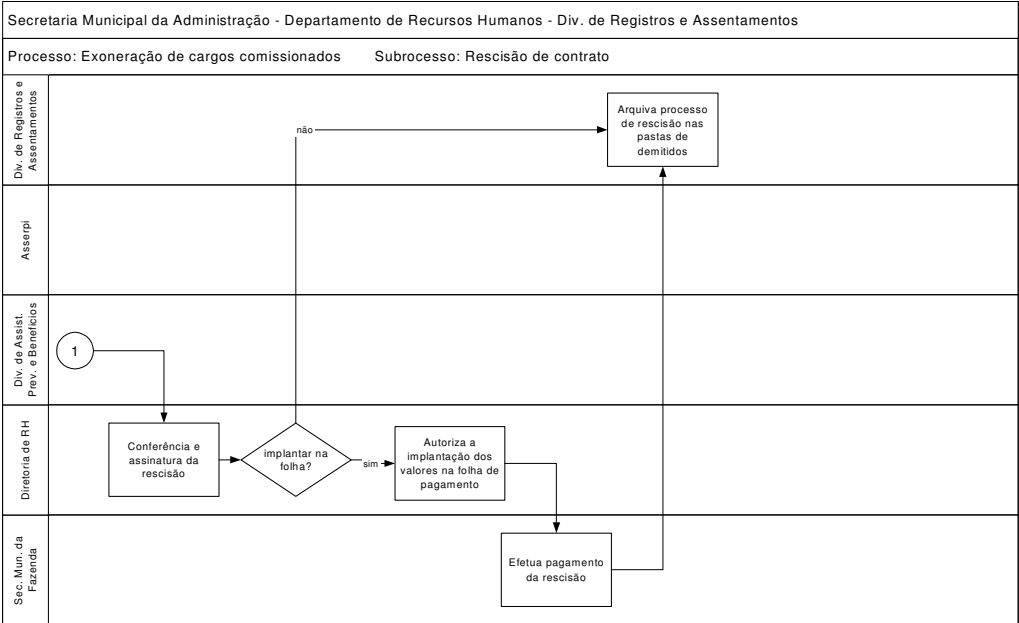 Secretaria Municipal da Administração - Departamento de Recursos Humanos - Div. de Registros e Assentamentos
Processo: Exoneração de cargos comissionados Subrocesso: Rescisão de contrato
Div. de Registros e
Assentamentos
não
Arquiva processo
de rescisão nas
pastas de
demitidos
Asserpi
Div. de Assist.
Prev. e Benefícios
1
Diretoria de RH
Conferência e
assinatura da
rescisão
implantar na
folha?
sim
Autoriza a
implantação dos
valores na folha de
pagamento
Sec. Mun. da
Fazenda
Efetua pagamento
da rescisão